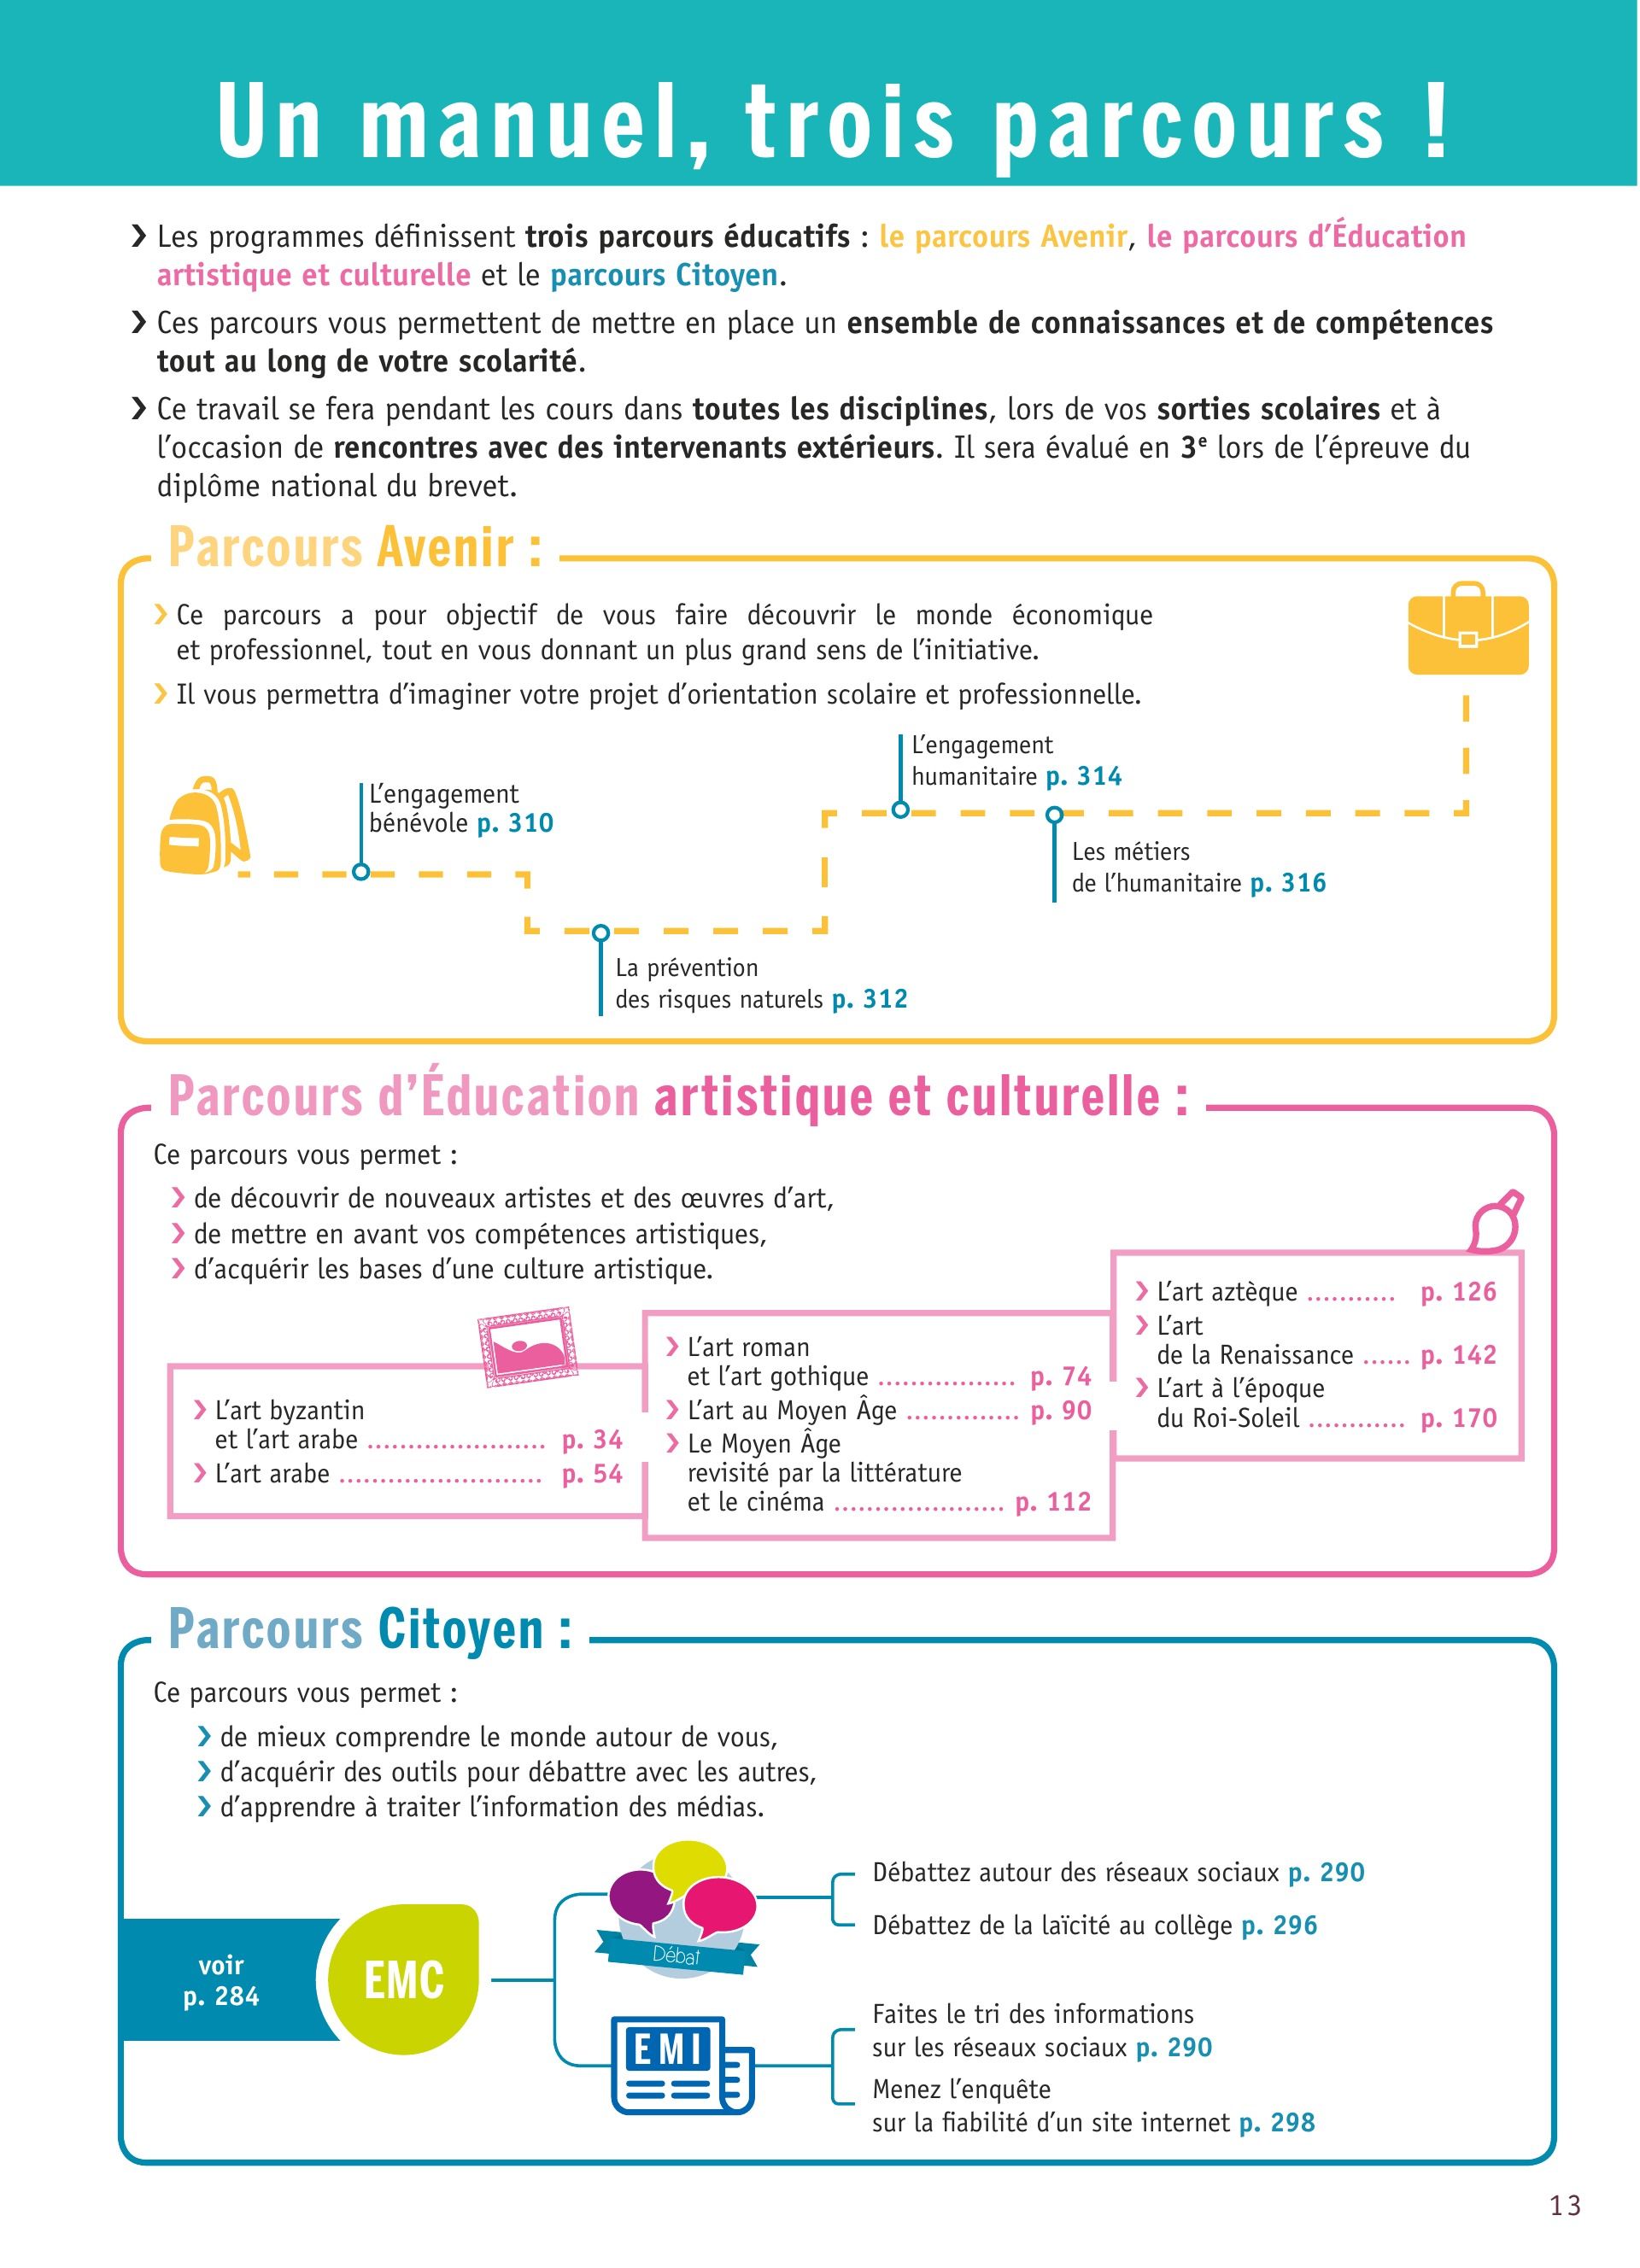 Un manuel, trois parcours !
❯ Les programmes définissent trois parcours éducatifs : le parcours Avenir, le parcours d’Éducation
artistique et culturelle et le parcours Citoyen.
❯ Ces parcours vous permettent de mettre en place un ensemble de connaissances et de compétences
tout au long de votre scolarité.
❯ Ce travail se fera pendant les cours dans toutes les disciplines, lors de vos sorties scolaires et à
l’occasion de rencontres avec des intervenants extérieurs. Il sera évalué en 3e lors de l’épreuve du
diplôme national du brevet.
Parcours Avenir :
❯ Ce parcours a pour objectif de vous faire découvrir le monde économique
et professionnel, tout en vous donnant un plus grand sens de l’initiative.
❯ Il vous permettra d’imaginer votre projet d’orientation scolaire et professionnelle.
L’engagement
bénévole p. 310
La prévention
des risques naturels p. 312
L’engagement
humanitaire p. 314
Les métiers
de l’humanitaire p. 316
Parcours d’Éducation artistique et culturelle :
Ce parcours vous permet :
❯ de découvrir de nouveaux artistes et des œuvres d’art,
❯ de mettre en avant vos compétences artistiques,
❯ d’acquérir les bases d’une culture artistique.
❯ L’art byzantin
et l’art arabe ...................... p. 34
❯ L’art arabe ......................... p. 54
❯ L’art roman
et l’art gothique ................. p. 74
❯ L’art au Moyen Âge .............. p. 90
❯ Le Moyen Âge
revisité par la littérature
et le cinéma ..................... p. 112
❯ L’art aztèque ........... p. 126
❯ L’art
de la Renaissance ...... p. 142
❯ L’art à l’époque
du Roi-Soleil ............ p. 170
Parcours Citoyen :
Ce parcours vous permet :
❯ de mieux comprendre le monde autour de vous,
❯ d’acquérir des outils pour débattre avec les autres,
❯ d’apprendre à traiter l’information des médias.
voir
p. 284
EMC
Débat
Débattez autour des réseaux sociaux p. 290
Débattez de la laïcité au collège p. 296
EMI
Faites le tri des informations
sur les réseaux sociaux p. 290
Menez l’enquête
sur la fiabilité d’un site internet p. 298
13